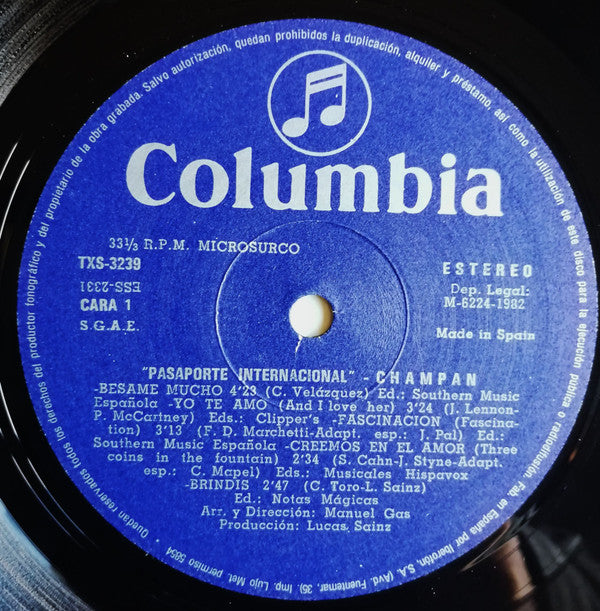 Quedan reservados todos los derechos del productor fonográfico y del propietario de la obra grabada. Salvo autorización, quedan prohibidos la duplicación, alquiler y préstamo, así como la utilización de este disco para la ejecución pública o radiodifusión. Fab. en España por Iberofón, S.A. (Avd. Fuentemar, 35). Imp. Lujo Met. permiso 5854
Columbia
33⅓ R.P.M. MICROSURCO
TXS-3239
ESS-2331
CARA 1
S.G.A.E.
ESTEREO
Dep. Legal:
M-6224-1982
Made in Spain
"PASAPORTE INTERNACIONAL" - CHAMPAN
-BESAME MUCHO 4'23 (C. Velázquez) Ed.: Southern Music
Española -YO TE AMO (And I love her) 3'24 (J. Lennon-
P. McCartney) Eds.: Clipper's -FASCINACION (Fascina-
tion) 3'13 (F. D. Marchetti-Adapt. esp.: J. Pal) Ed.:
Southern Music Española -CREEMOS EN EL AMOR (Three
coins in the fountain) 2'34 (S. Cahn-J. Styne-Adapt.
esp.: C. Mapel) Eds.: Musicales Hispavox
-BRINDIS 2'47 (C. Toro-L. Sainz)
Ed.: Notas Mágicas
Arr. y Dirección: Manuel Gas
Producción: Lucas Sainz